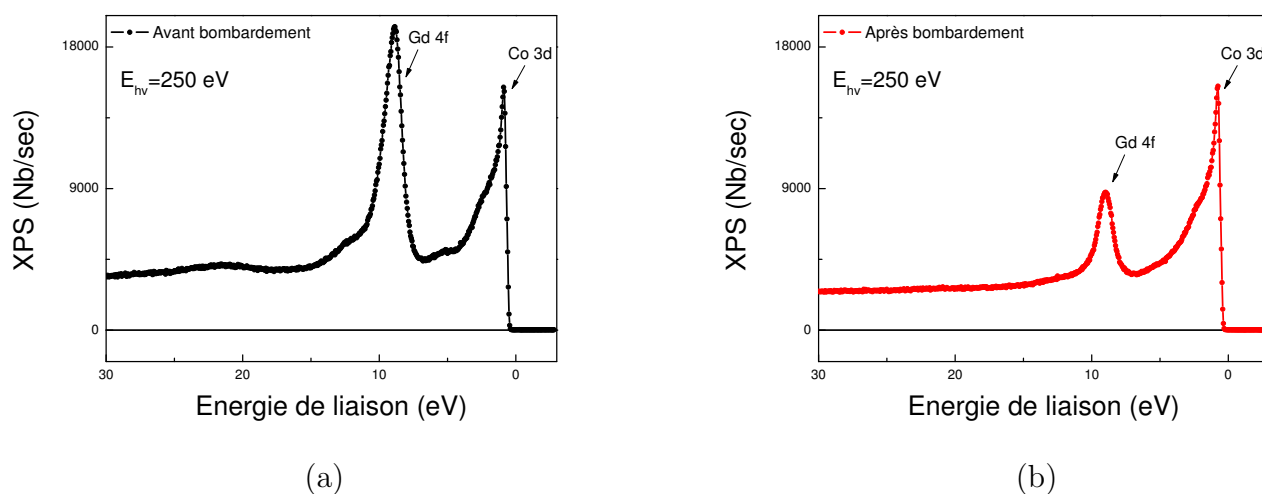 Avant bombardement
Gd 4f
Co 3d
E_hv=250 eV
18000
9000
0
XPS (Nb/sec)
30 20 10 0
Energie de liaison (eV)
(a)
Après bombardement
Co 3d
E_hv=250 eV
Gd 4f
18000
9000
0
XPS (Nb/sec)
30 20 10 0
Energie de liaison (eV)
(b)